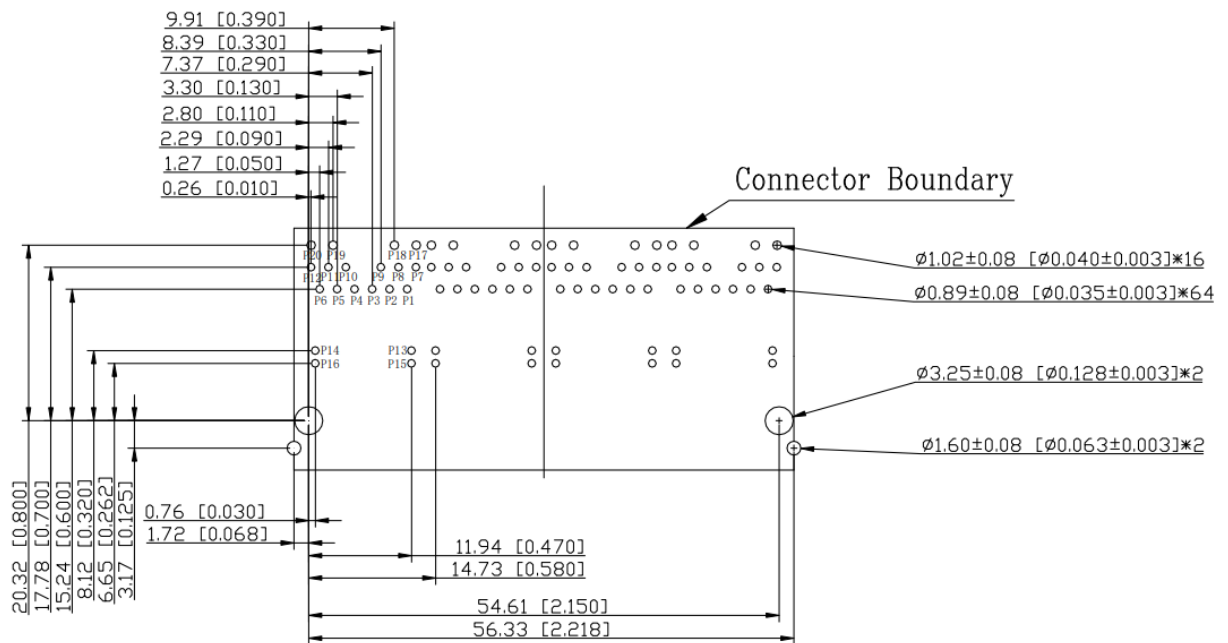 9.91 [0.390]
8.39 [0.330]
7.37 [0.290]
3.30 [0.130]
2.80 [0.110]
2.29 [0.090]
1.27 [0.050]
0.26 [0.010]
Connector Boundary
P20 P19 P18 P17
P12 P11 P10 P9 P8 P7
P6 P5 P4 P3 P2 P1
P14 P13
P16 P15
ø1.02±0.08 [ø0.040±0.003]*16
ø0.89±0.08 [ø0.035±0.003]*64
ø3.25±0.08 [ø0.128±0.003]*2
ø1.60±0.08 [ø0.063±0.003]*2
20.32 [0.800]
17.78 [0.700]
15.24 [0.600]
8.12 [0.320]
6.65 [0.262]
3.17 [0.125]
0.76 [0.030]
1.72 [0.068]
11.94 [0.470]
14.73 [0.580]
54.61 [2.150]
56.33 [2.218]